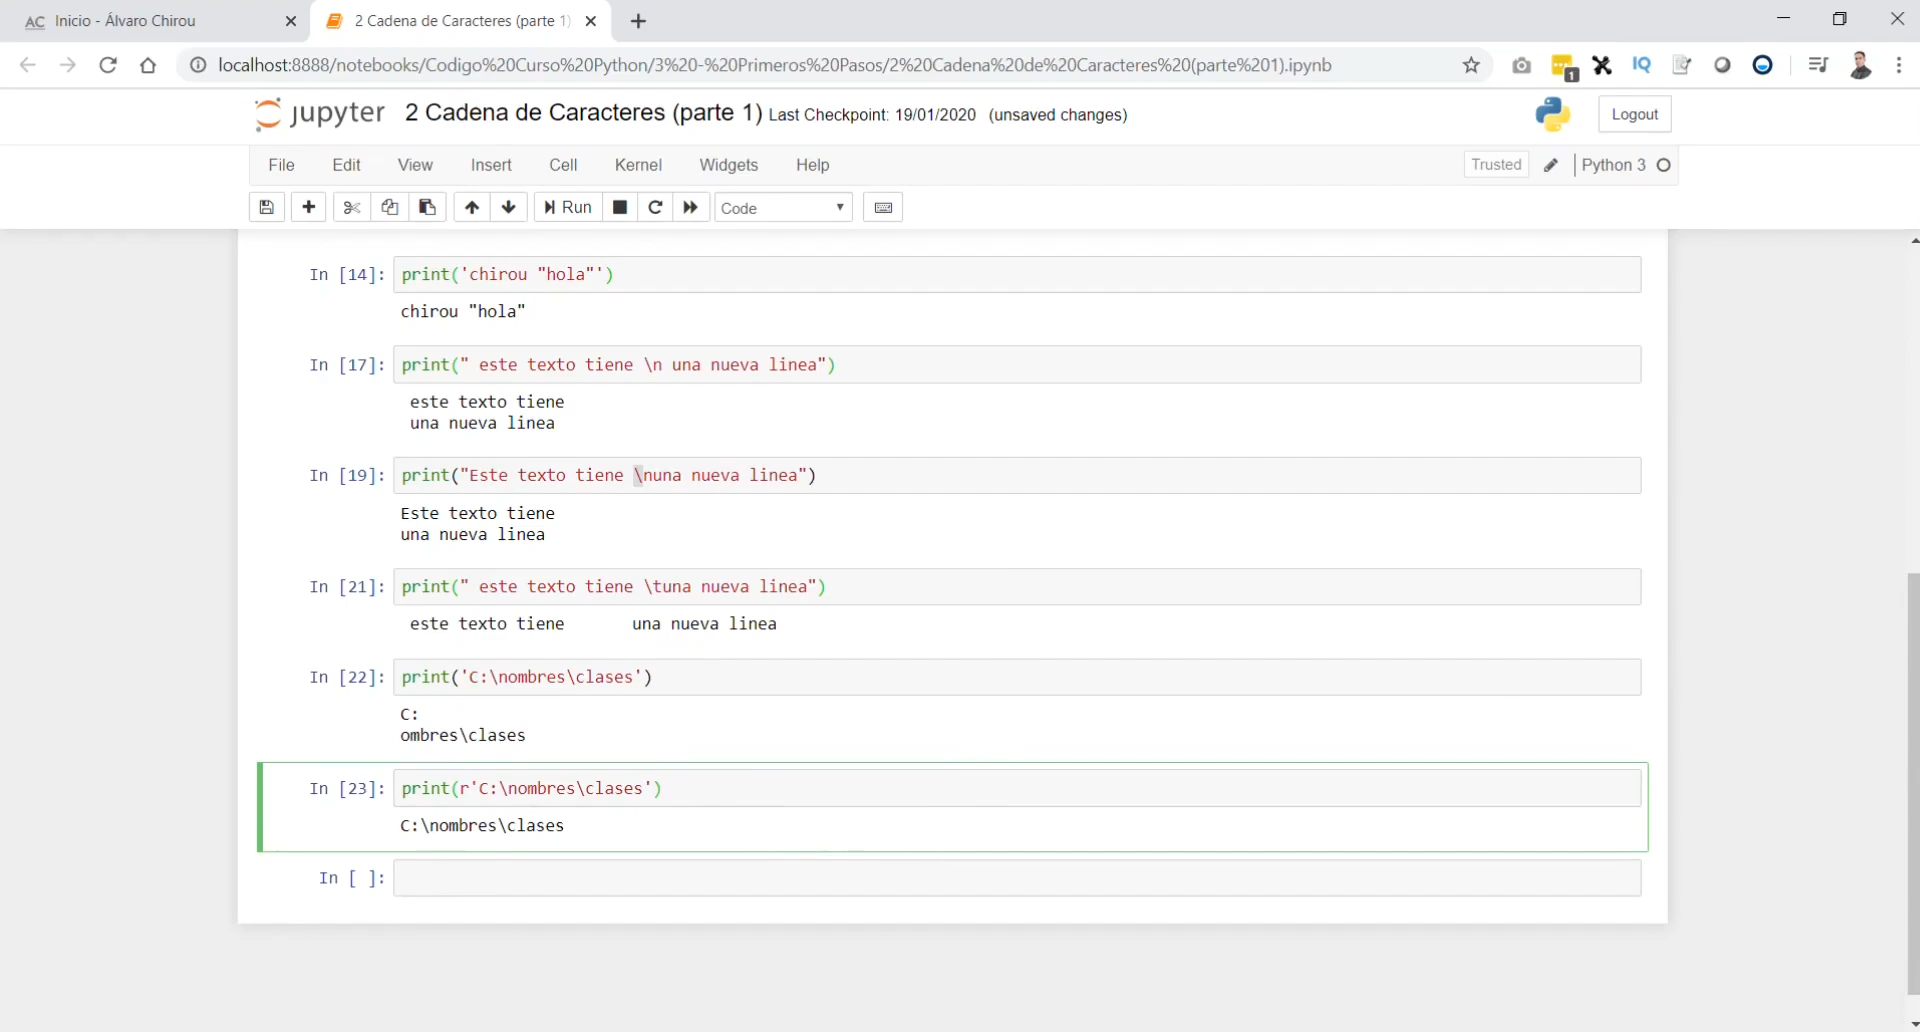 AC Inicio - Álvaro Chirou
2 Cadena de Caracteres (parte 1)
localhost:8888/notebooks/Codigo%20Curso%20Python/3%20-%20Primeros%20Pasos/2%20Cadena%20de%20Caracteres%20(parte%201).ipynb
1
IQ
jupyter 2 Cadena de Caracteres (parte 1) Last Checkpoint: 19/01/2020 (unsaved changes)
Logout
File Edit View Insert Cell Kernel Widgets Help
Trusted Python 3
Run Code
In [14]: print('chirou "hola"')
chirou "hola"
In [17]: print(" este texto tiene \n una nueva linea")
este texto tiene
una nueva linea
In [19]: print("Este texto tiene \nuna nueva linea")
Este texto tiene
una nueva linea
In [21]: print(" este texto tiene \tuna nueva linea")
este texto tiene una nueva linea
In [22]: print('C:\nombres\clases')
C:
ombres\clases
In [23]: print(r'C:\nombres\clases')
C:\nombres\clases
In [ ]: